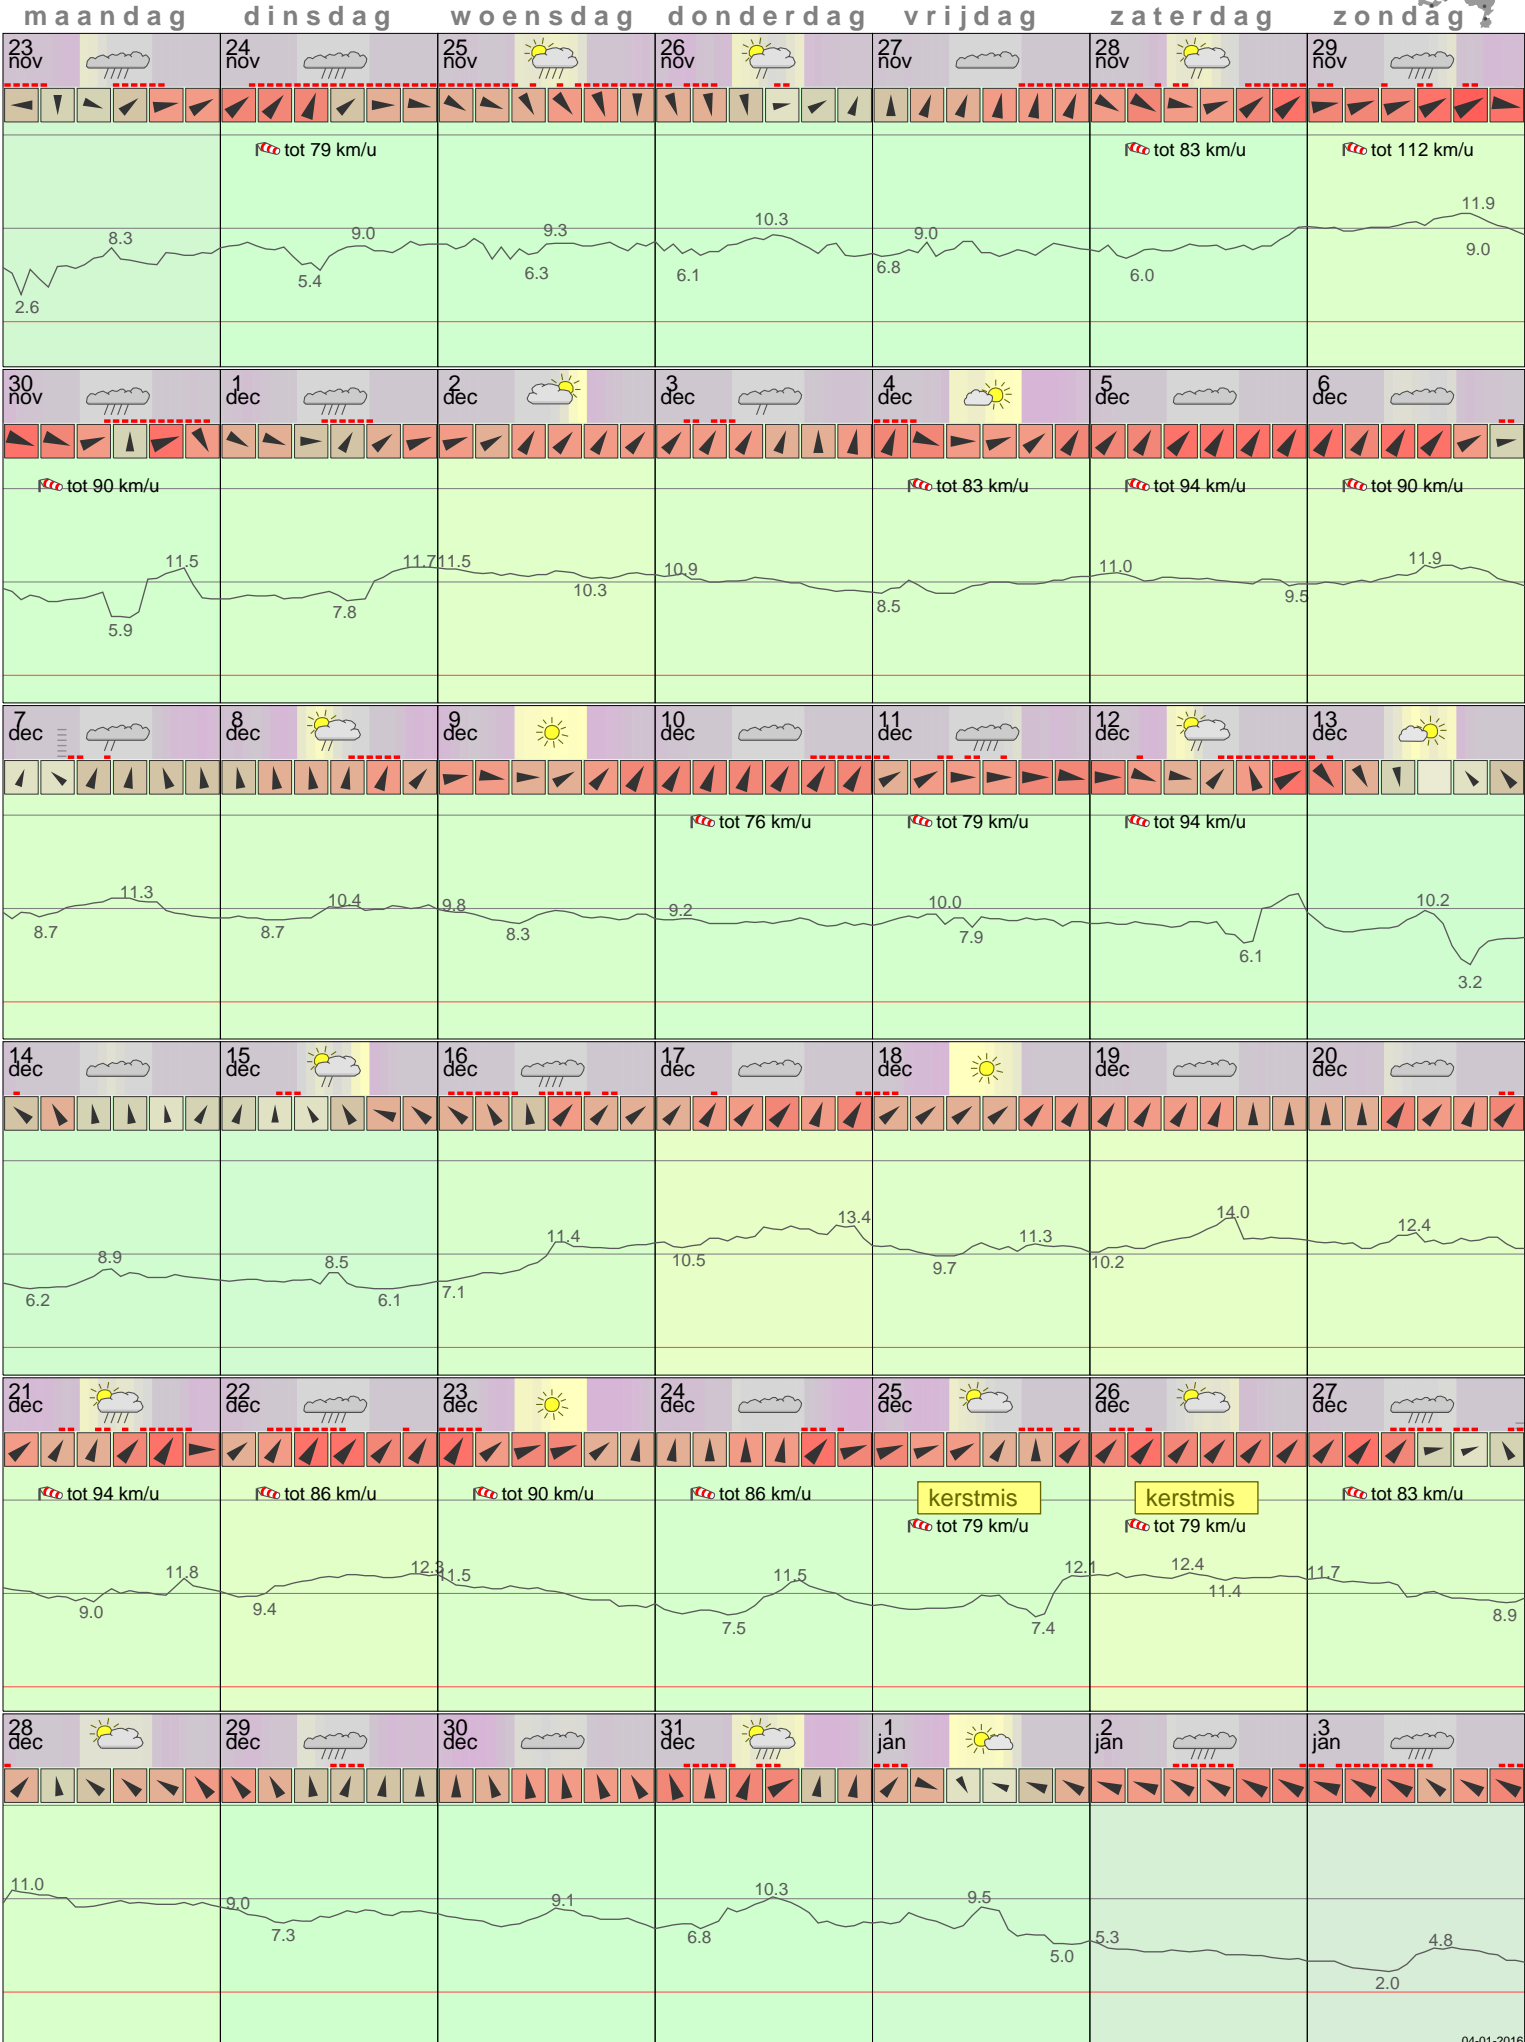 maandag dinsdag woensdag donderdag vrijdag zaterdag zondag
23 nov 24 nov 25 nov 26 nov 27 nov 28 nov 29 nov
tot 79 km/u tot 83 km/u tot 112 km/u
8.3 2.6 9.0 5.4 9.3 6.3 10.3 6.1 9.0 6.8 6.0 11.9 9.0
30 nov 1 dec 2 dec 3 dec 4 dec 5 dec 6 dec
tot 90 km/u tot 83 km/u tot 94 km/u tot 90 km/u
11.5 5.9 11.7 7.8 11.5 10.3 10.9 8.5 11.0 9.5 11.9
7 dec 8 dec 9 dec 10 dec 11 dec 12 dec 13 dec
tot 76 km/u tot 79 km/u tot 94 km/u
11.3 8.7 10.4 8.7 9.8 8.3 9.2 10.0 7.9 6.1 10.2 3.2
14 dec 15 dec 16 dec 17 dec 18 dec 19 dec 20 dec
8.9 6.2 8.5 6.1 11.4 7.1 13.4 10.5 11.3 9.7 14.0 10.2 12.4
21 dec 22 dec 23 dec 24 dec 25 dec 26 dec 27 dec
tot 94 km/u tot 86 km/u tot 90 km/u tot 86 km/u kerstmis kerstmis tot 83 km/u
tot 79 km/u tot 79 km/u
11.8 9.0 12.3 9.4 11.5 11.5 7.5 12.1 7.4 12.4 11.4 11.7 8.9
28 dec 29 dec 30 dec 31 dec 1 jan 2 jan 3 jan
11.0 9.0 7.3 9.1 10.3 6.8 9.5 5.0 5.3 4.8 2.0
04-01-2016